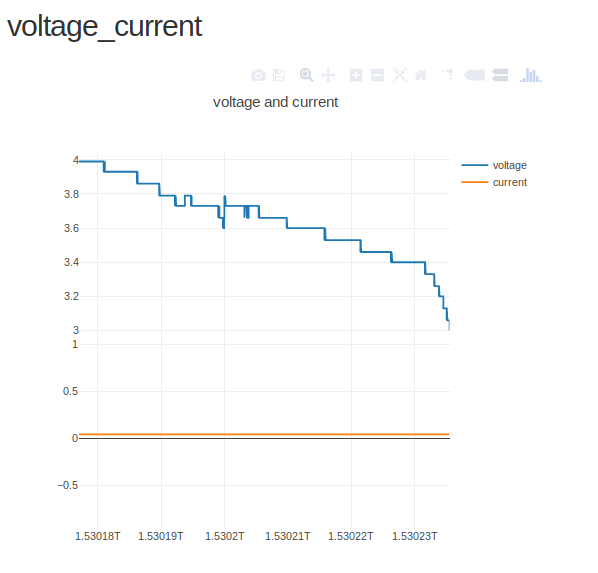 voltage_current
voltage and current
4
3.8
3.6
3.4
3.2
3
1
0.5
0
−0.5
1.53018T 1.53019T 1.5302T 1.53021T 1.53022T 1.53023T
voltage
current